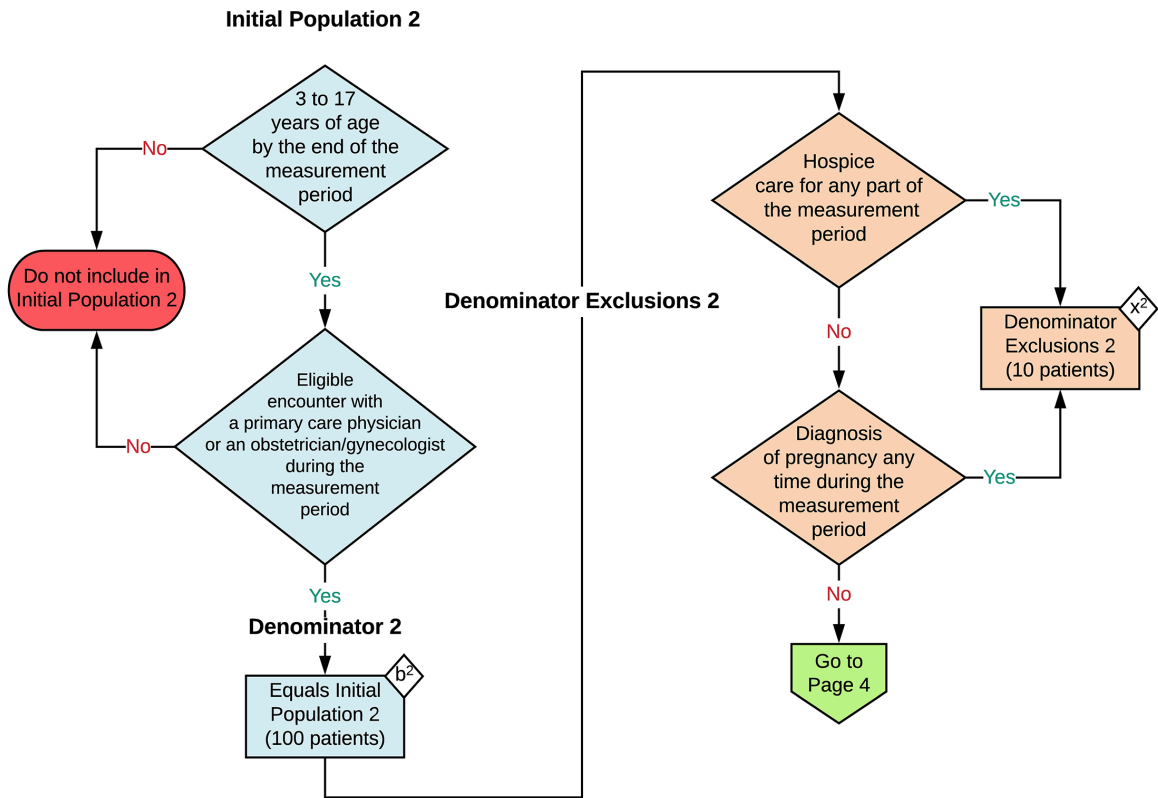 Initial Population 2
3 to 17
years of age
by the end of the
measurement
period
No
Yes
Do not include in
Initial Population 2
Eligible
encounter with
a primary care physician
or an obstetrician/gynecologist
during the
measurement
period
No
Yes
Denominator 2
b²
Equals Initial
Population 2
(100 patients)
Denominator Exclusions 2
Hospice
care for any part of
the measurement
period
Yes
No
x²
Denominator
Exclusions 2
(10 patients)
Diagnosis
of pregnancy any
time during the
measurement
period
Yes
No
Go to
Page 4